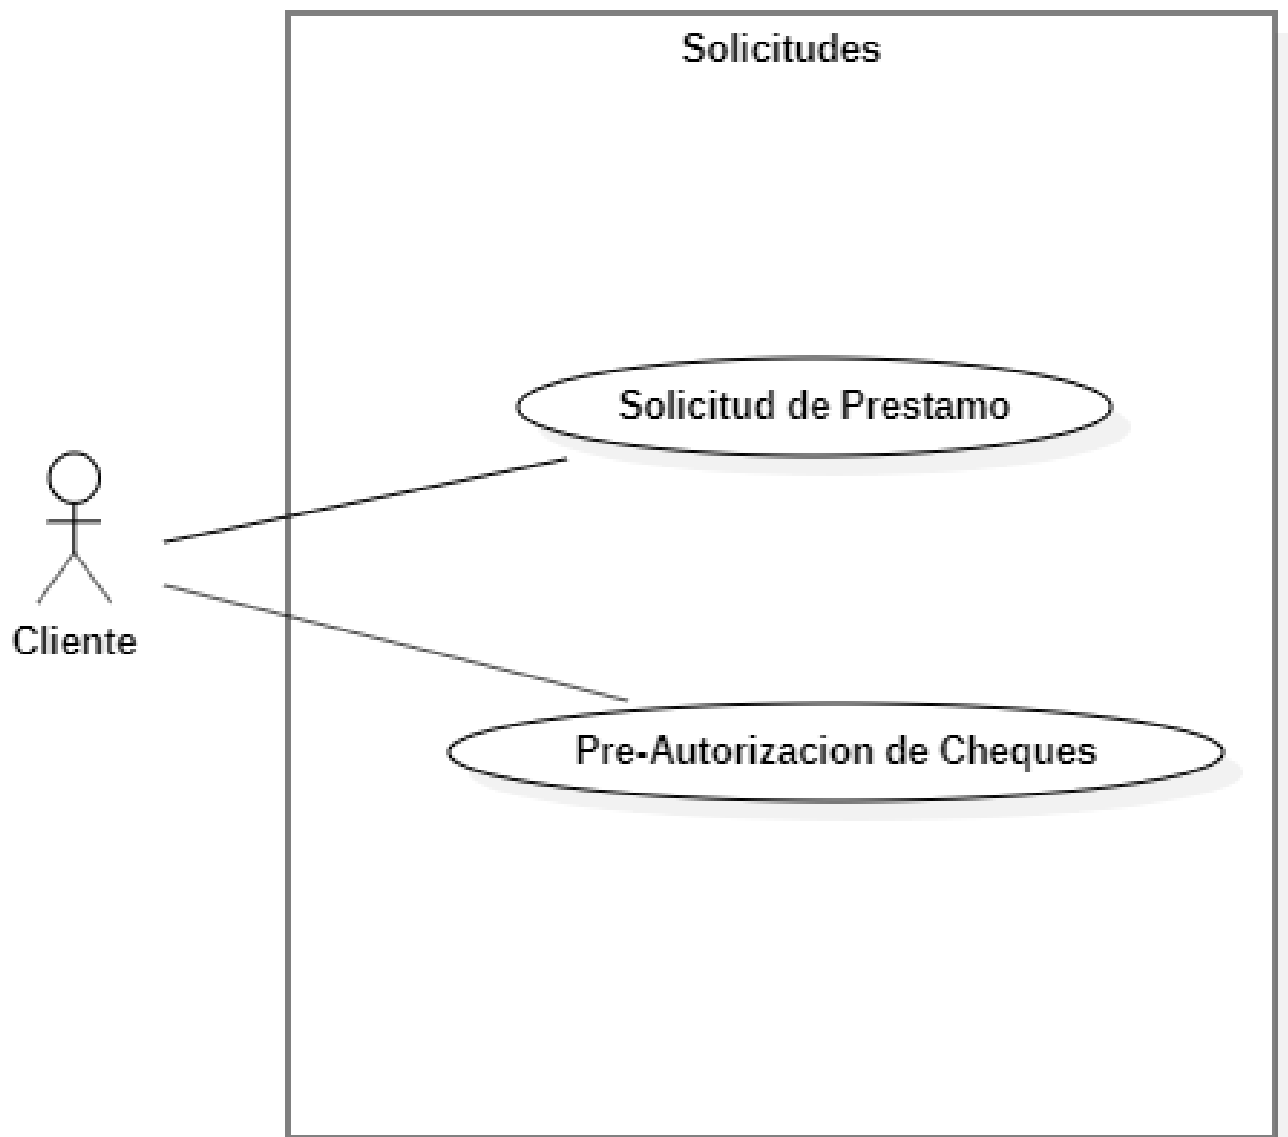 Solicitudes
Solicitud de Prestamo
Cliente
Pre-Autorizacion de Cheques